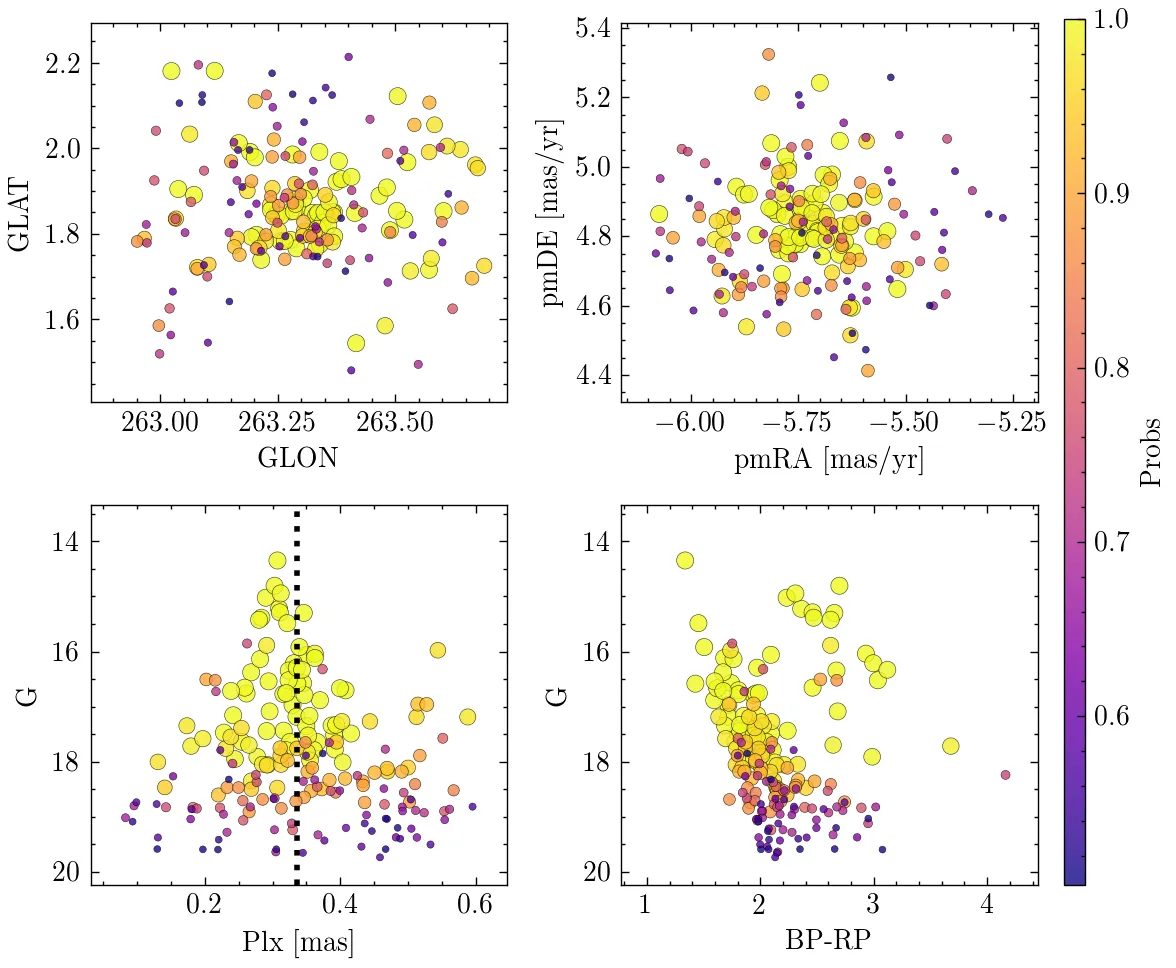 2.2
2.0
1.8
1.6
GLAT
263.00 263.25 263.50
GLON
5.4
5.2
5.0
4.8
4.6
4.4
pmDE [mas/yr]
−6.00 −5.75 −5.50 −5.25
pmRA [mas/yr]
14
16
18
20
G
0.2 0.4 0.6
Plx [mas]
14
16
18
20
G
1 2 3 4
BP-RP
1.0
0.9
0.8
0.7
0.6
Probs